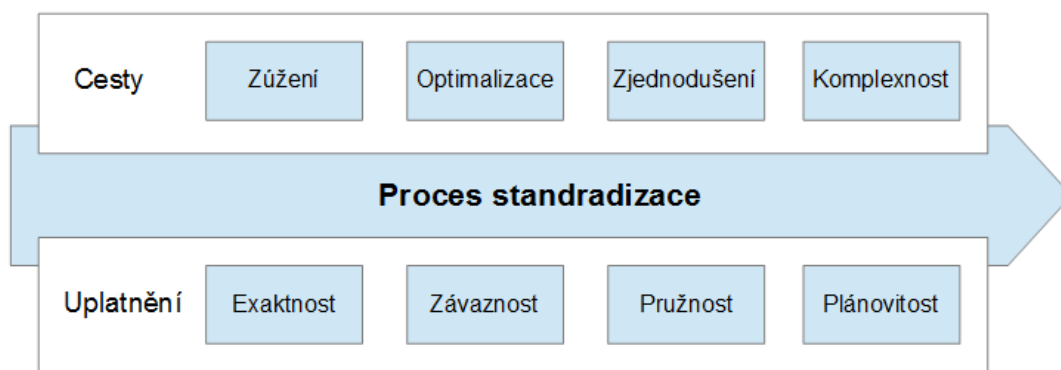 Cesty
Zúžení
Optimalizace
Zjednodušení
Komplexnost
Proces standradizace
Uplatnění
Exaktnost
Závaznost
Pružnost
Plánovitost